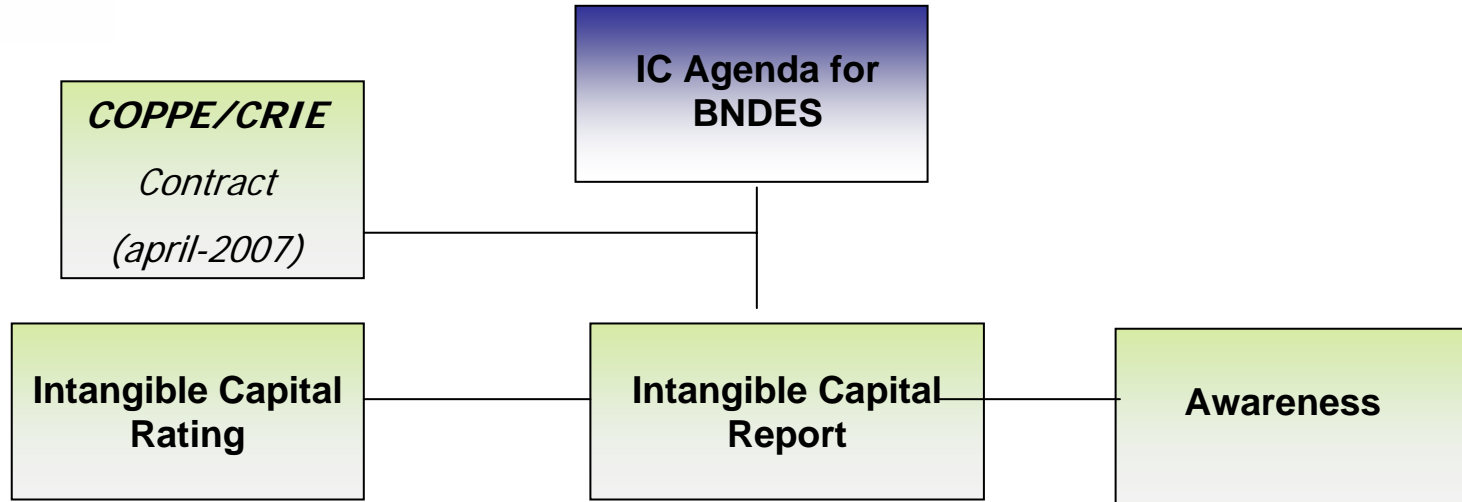 IC Agenda for
BNDES
COPPE/CRIE
Contract
(april-2007)
Intangible Capital
Rating
Intangible Capital
Report
Awareness